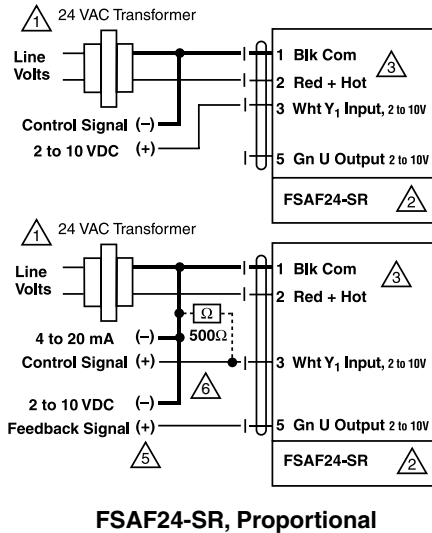 1 24 VAC Transformer
Line
Volts
1 Blk Com
3
2 Red + Hot
3 Wht Y1 Input, 2 to 10V
Control Signal (–)
2 to 10 VDC (+)
5 Gn U Output 2 to 10V
FSAF24-SR 2
1 24 VAC Transformer
Line
Volts
1 Blk Com
3
2 Red + Hot
Ω
500Ω
4 to 20 mA (–)
Control Signal (+)
3 Wht Y1 Input, 2 to 10V
6
2 to 10 VDC (–)
Feedback Signal (+)
5 Gn U Output 2 to 10V
5
FSAF24-SR 2
FSAF24-SR, Proportional